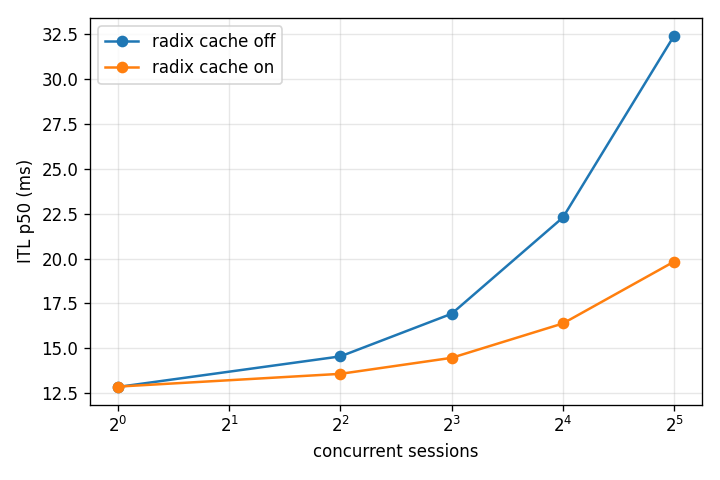 radix cache off
radix cache on
32.5
30.0
27.5
25.0
22.5
20.0
17.5
15.0
12.5
ITL p50 (ms)
2⁰ 2¹ 2² 2³ 2⁴ 2⁵
concurrent sessions